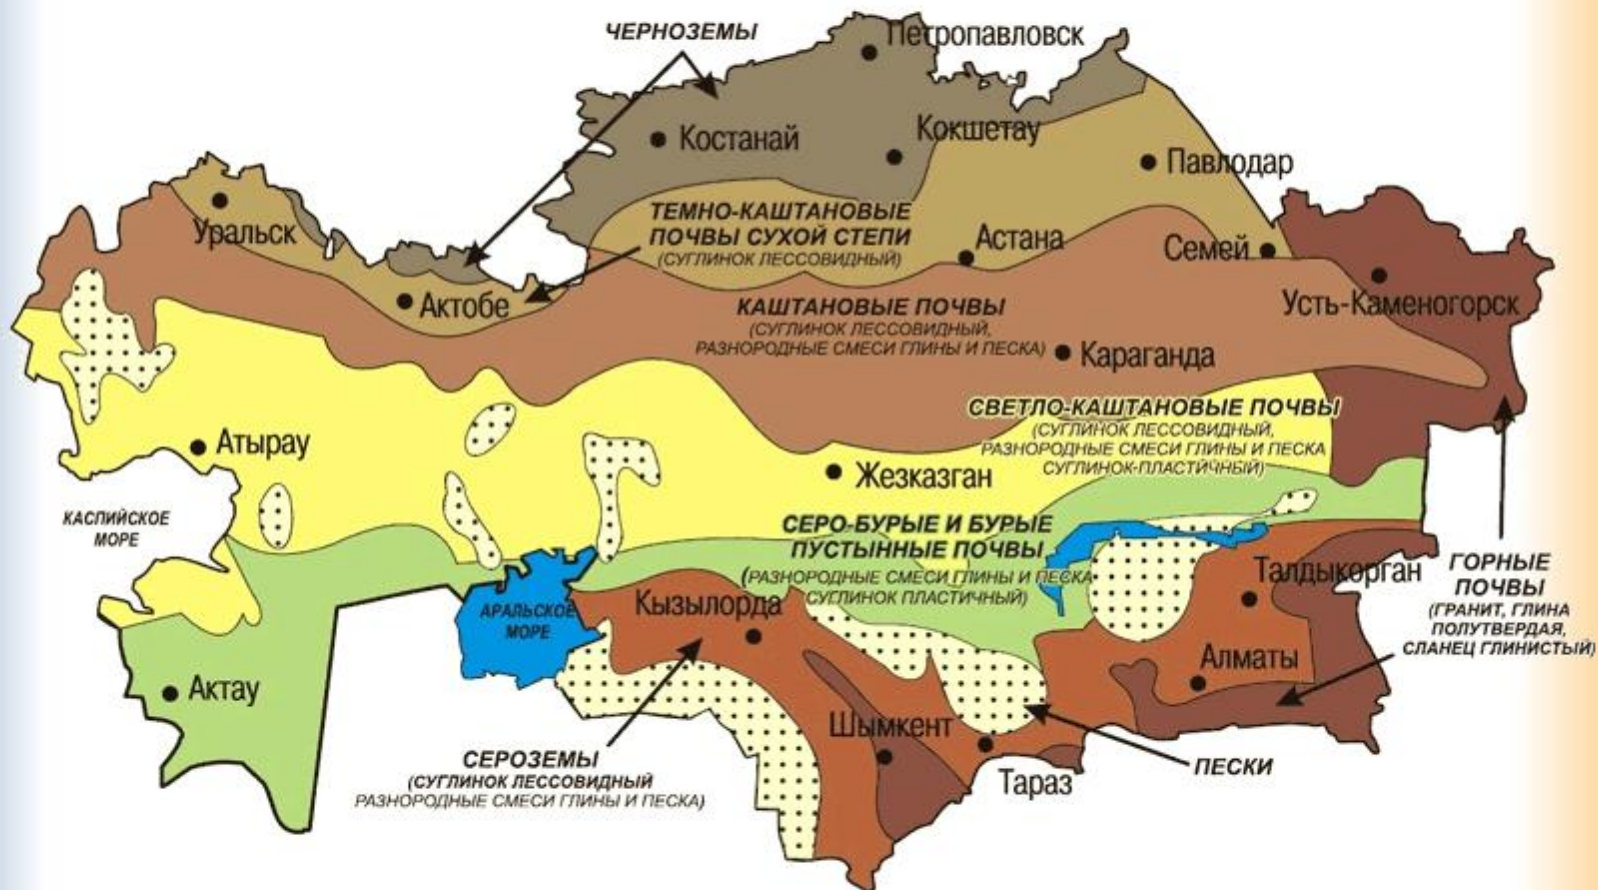 ЧЕРНОЗЕМЫ
Петропавловск
Костанай
Кокшетау
Павлодар
Уральск
ТЕМНО-КАШТАНОВЫЕ
ПОЧВЫ СУХОЙ СТЕПИ
(СУГЛИНОК ЛЕССОВИДНЫЙ)
Астана
Семей
Актобе
КАШТАНОВЫЕ ПОЧВЫ
(СУГЛИНОК ЛЕССОВИДНЫЙ,
РАЗНОРОДНЫЕ СМЕСИ ГЛИНЫ И ПЕСКА)
Усть-Каменогорск
Караганда
СВЕТЛО-КАШТАНОВЫЕ ПОЧВЫ
(СУГЛИНОК ЛЕССОВИДНЫЙ,
РАЗНОРОДНЫЕ СМЕСИ ГЛИНЫ И ПЕСКА
СУГЛИНОК-ПЛАСТИЧНЫЙ)
Атырау
Жезказган
КАСПИЙСКОЕ
МОРЕ
СЕРО-БУРЫЕ И БУРЫЕ
ПУСТЫННЫЕ ПОЧВЫ
(РАЗНОРОДНЫЕ СМЕСИ ГЛИНЫ И ПЕСКА
СУГЛИНОК ПЛАСТИЧНЫЙ)
Талдыкорган
ГОРНЫЕ
ПОЧВЫ
(ГРАНИТ, ГЛИНА
ПОЛУТВЕРДАЯ,
СЛАНЕЦ ГЛИНИСТЫЙ)
АРАЛЬСКОЕ
МОРЕ
Кызылорда
Алматы
Актау
Шымкент
СЕРОЗЕМЫ
(СУГЛИНОК ЛЕССОВИДНЫЙ
РАЗНОРОДНЫЕ СМЕСИ ГЛИНЫ И ПЕСКА)
Тараз
ПЕСКИ